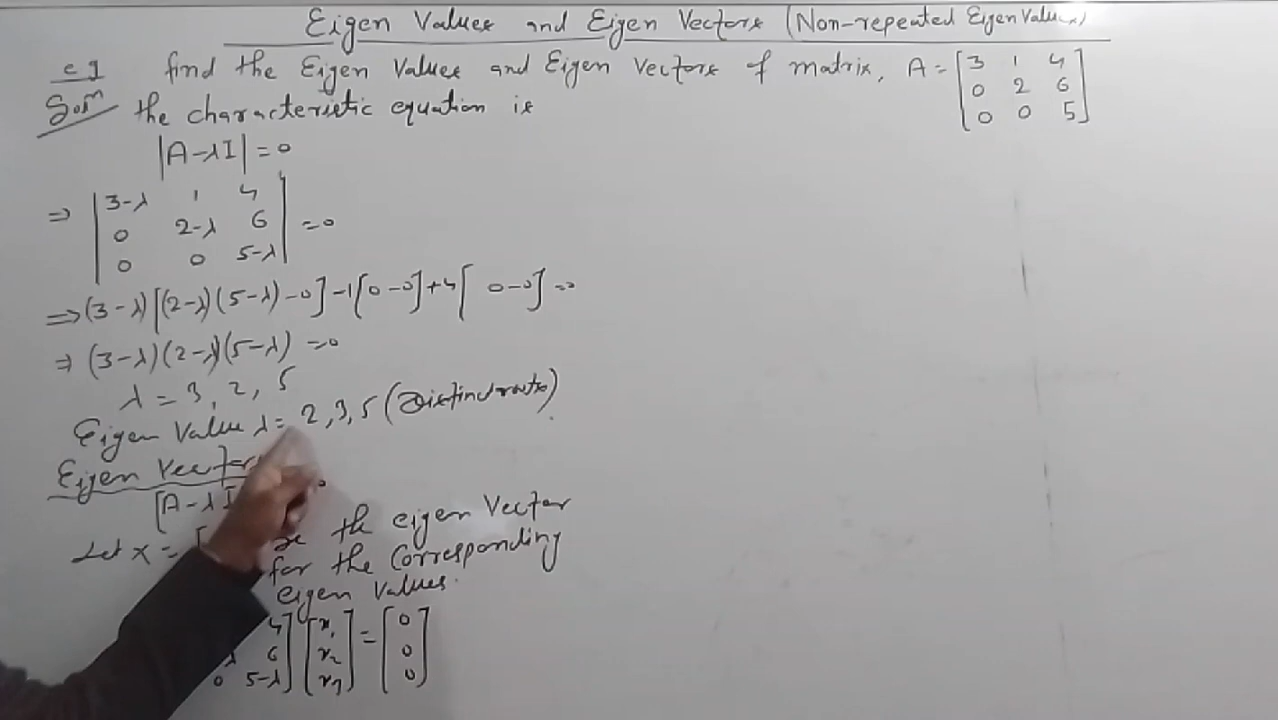 Eigen Values and Eigen Vectors (Non-repeated Eigen Values)
eg find the Eigen Values and Eigen Vectors of matrix, A = [3 1 4
0 2 6
0 0 5]
Soln the characteristic equation is
|A-λI| = 0
⇒ |3-λ 1 4
0 2-λ 6
0 0 5-λ| = 0
⇒ (3-λ)[(2-λ)(5-λ)-0] -1[0-0] +4[0-0] = 0
⇒ (3-λ)(2-λ)(5-λ) = 0
λ = 3, 2, 5
Eigen Value λ = 2, 3, 5 (Distinct roots)
Eigen Vectors
[A-λI
Let x = [ the eigen Vector
for the corresponding
eigen values.
4] [x1 = [0
6 x2 0
0 5-λ] x3] 0]